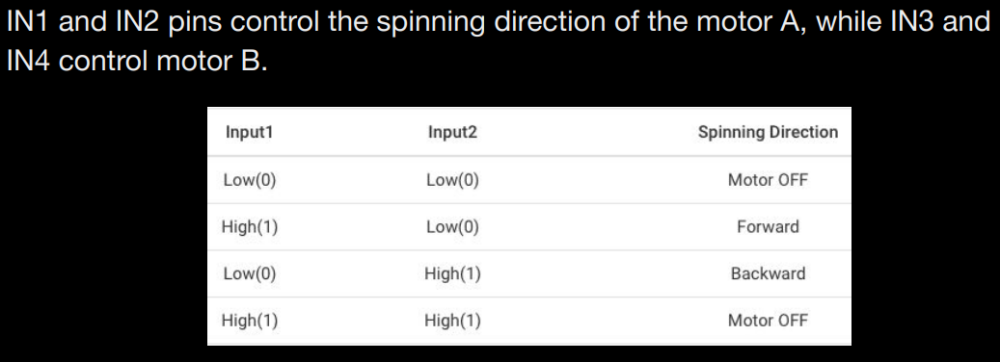 IN1 and IN2 pins control the spinning direction of the motor A, while IN3 and
IN4 control motor B.
Input1 Input2 Spinning Direction
Low(0) Low(0) Motor OFF
High(1) Low(0) Forward
Low(0) High(1) Backward
High(1) High(1) Motor OFF